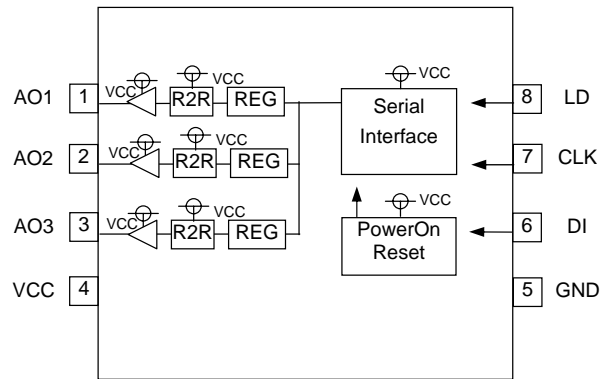 AO1 1 VCC R2R VCC REG Serial Interface VCC 8 LD
AO2 2 VCC R2R VCC REG 7 CLK
AO3 3 VCC R2R VCC REG PowerOn Reset VCC 6 DI
VCC 4 5 GND